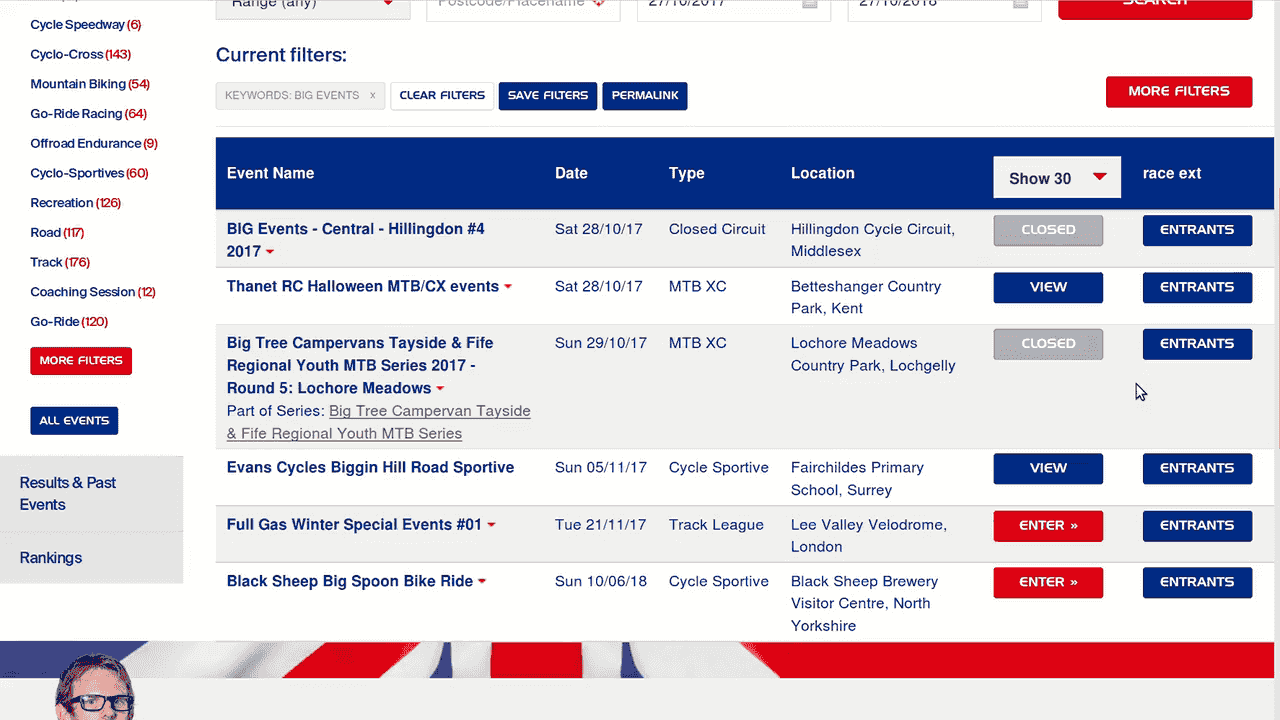 Range (any)
Postcode/Placename
27/10/2017
27/10/2018
SEARCH
Cycle Speedway (6)
Cyclo-Cross (143)
Mountain Biking (54)
Go-Ride Racing (64)
Offroad Endurance (9)
Cyclo-Sportives (60)
Recreation (126)
Road (117)
Track (176)
Coaching Session (12)
Go-Ride (120)
MORE FILTERS
ALL EVENTS
Results & Past
Events
Rankings
Current filters:
KEYWORDS: BIG EVENTS x
CLEAR FILTERS
SAVE FILTERS
PERMALINK
MORE FILTERS
Event Name Date Type Location Show 30 race ext
BIG Events - Central - Hillingdon #4 Sat 28/10/17 Closed Circuit Hillingdon Cycle Circuit, CLOSED ENTRANTS
2017 Middlesex
Thanet RC Halloween MTB/CX events Sat 28/10/17 MTB XC Betteshanger Country VIEW ENTRANTS
Park, Kent
Big Tree Campervans Tayside & Fife Sun 29/10/17 MTB XC Lochore Meadows CLOSED ENTRANTS
Regional Youth MTB Series 2017 - Country Park, Lochgelly
Round 5: Lochore Meadows
Part of Series: Big Tree Campervan Tayside
& Fife Regional Youth MTB Series
Evans Cycles Biggin Hill Road Sportive Sun 05/11/17 Cycle Sportive Fairchildes Primary VIEW ENTRANTS
School, Surrey
Full Gas Winter Special Events #01 Tue 21/11/17 Track League Lee Valley Velodrome, ENTER » ENTRANTS
London
Black Sheep Big Spoon Bike Ride Sun 10/06/18 Cycle Sportive Black Sheep Brewery ENTER » ENTRANTS
Visitor Centre, North
Yorkshire